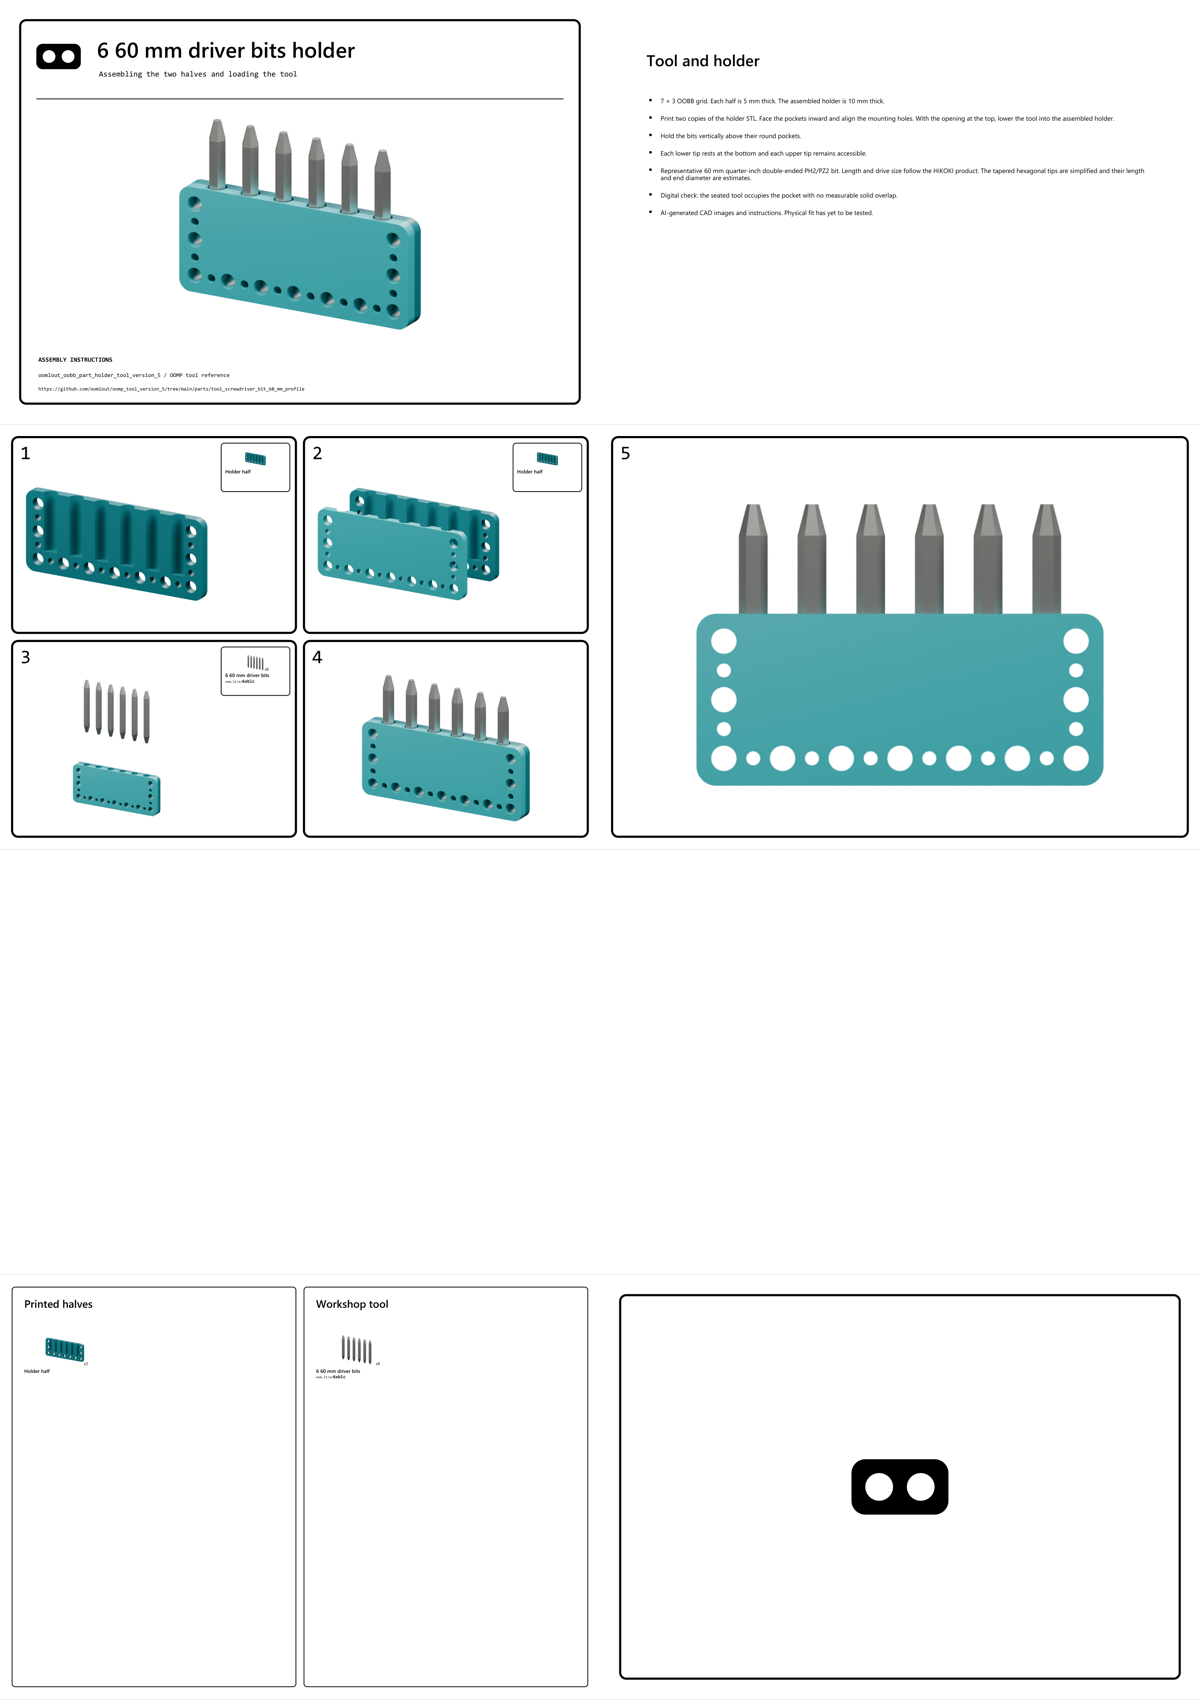 6 60 mm driver bits holder
Assembling the two halves and loading the tool
ASSEMBLY INSTRUCTIONS
oomlout_oobb_part_holder_tool_version_5 / OOMP tool reference
https://github.com/oomlout/oomp_tool_version_5/tree/main/parts/tool_screwdriver_bit_60_mm_profile
Tool and holder
• 7 × 3 OOBB grid. Each half is 5 mm thick. The assembled holder is 10 mm thick.
• Print two copies of the holder STL. Face the pockets inward and align the mounting holes. With the opening at the top, lower the tool into the assembled holder.
• Hold the bits vertically above their round pockets.
• Each lower tip rests at the bottom and each upper tip remains accessible.
• Representative 60 mm quarter-inch double-ended PH2/PZ2 bit. Length and drive size follow the HiKOKI product. The tapered hexagonal tips are simplified and their length
and end diameter are estimates.
• Digital check: the seated tool occupies the pocket with no measurable solid overlap.
• AI-generated CAD images and instructions. Physical fit has yet to be tested.
1
Holder half
2
Holder half
3
x6
6 60 mm driver bits
4
5
Printed halves
x2
Holder half
Workshop tool
x6
6 60 mm driver bits